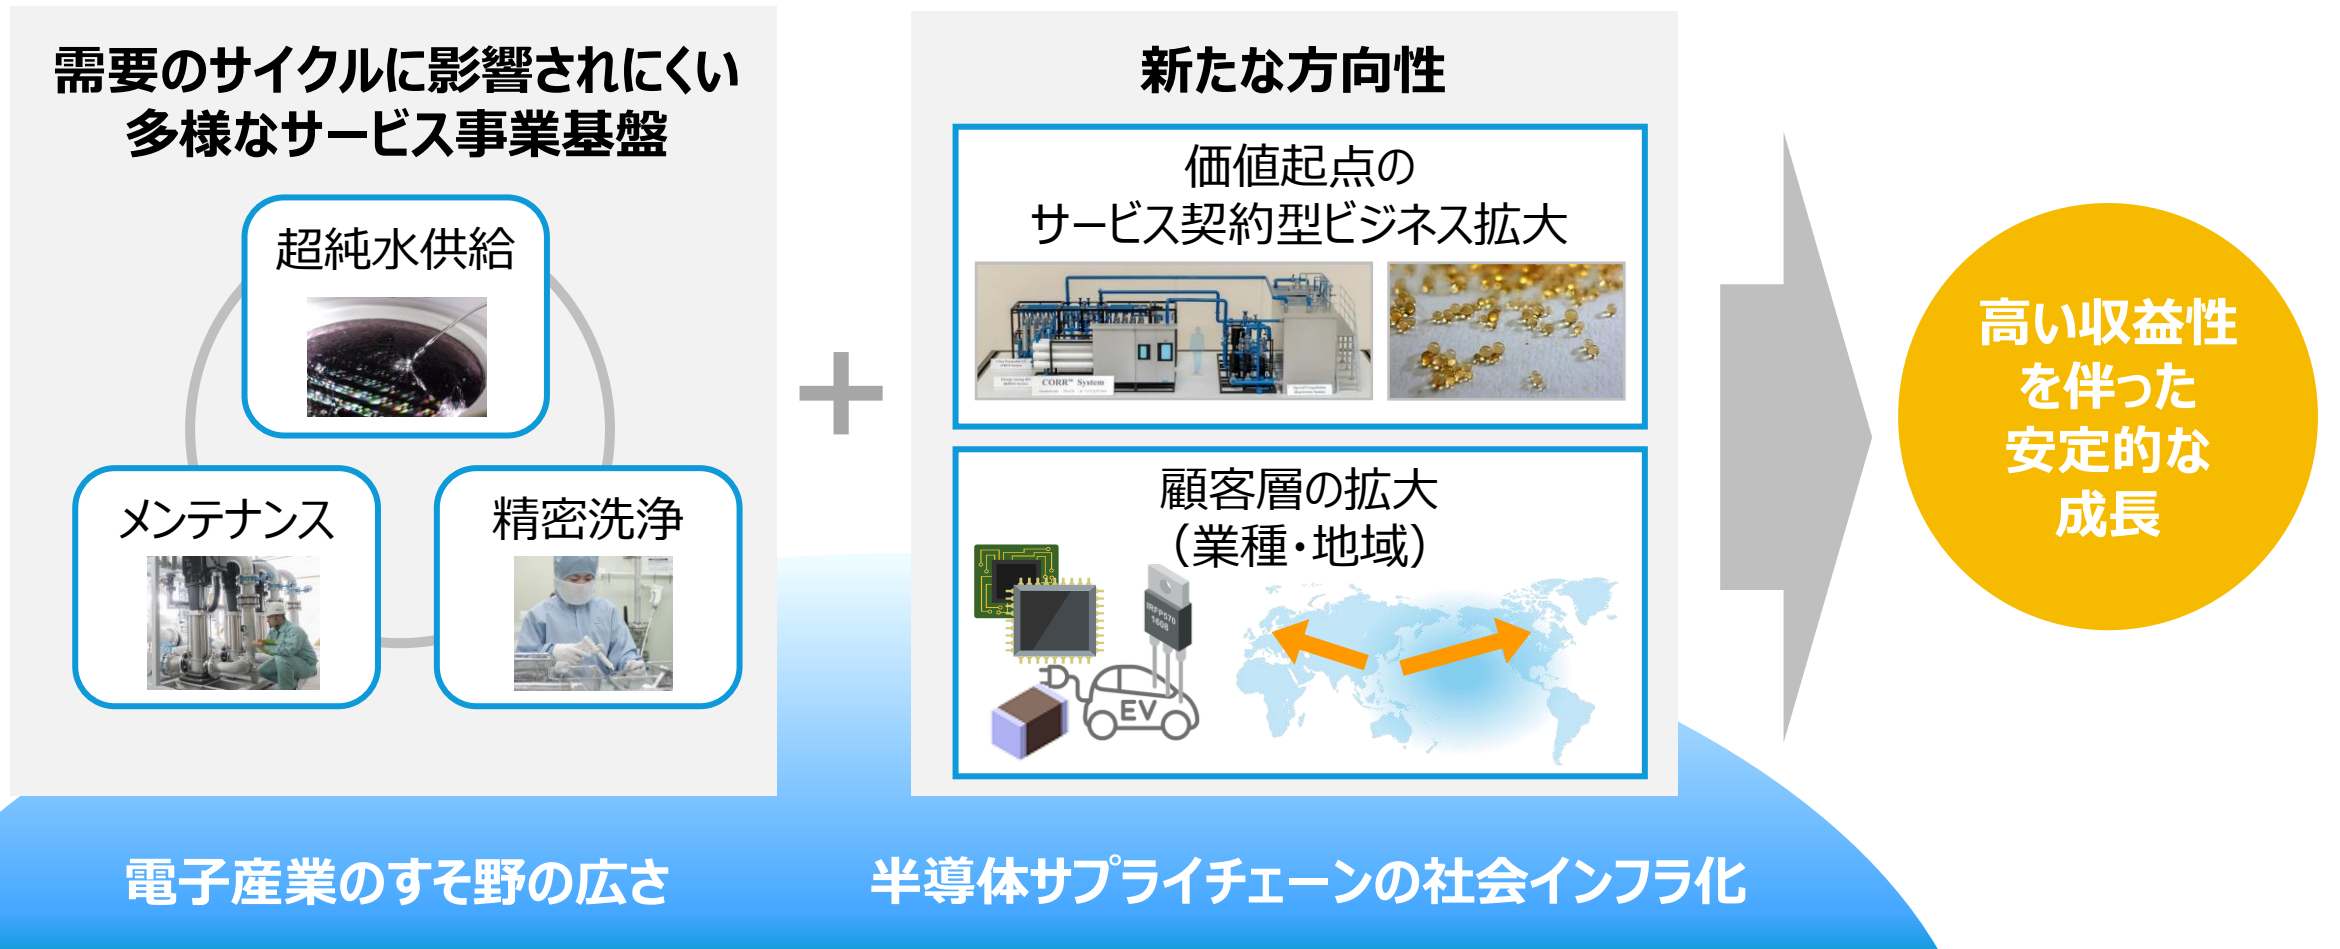 需要のサイクルに影響されにくい
多様なサービス事業基盤
超純水供給
メンテナンス
精密洗浄
新たな方向性
価値起点の
サービス契約型ビジネス拡大
CORR™ System
顧客層の拡大
（業種・地域）
IRFP570
1608
EV
高い収益性
を伴った
安定的な
成長
電子産業のすそ野の広さ
半導体サプライチェーンの社会インフラ化